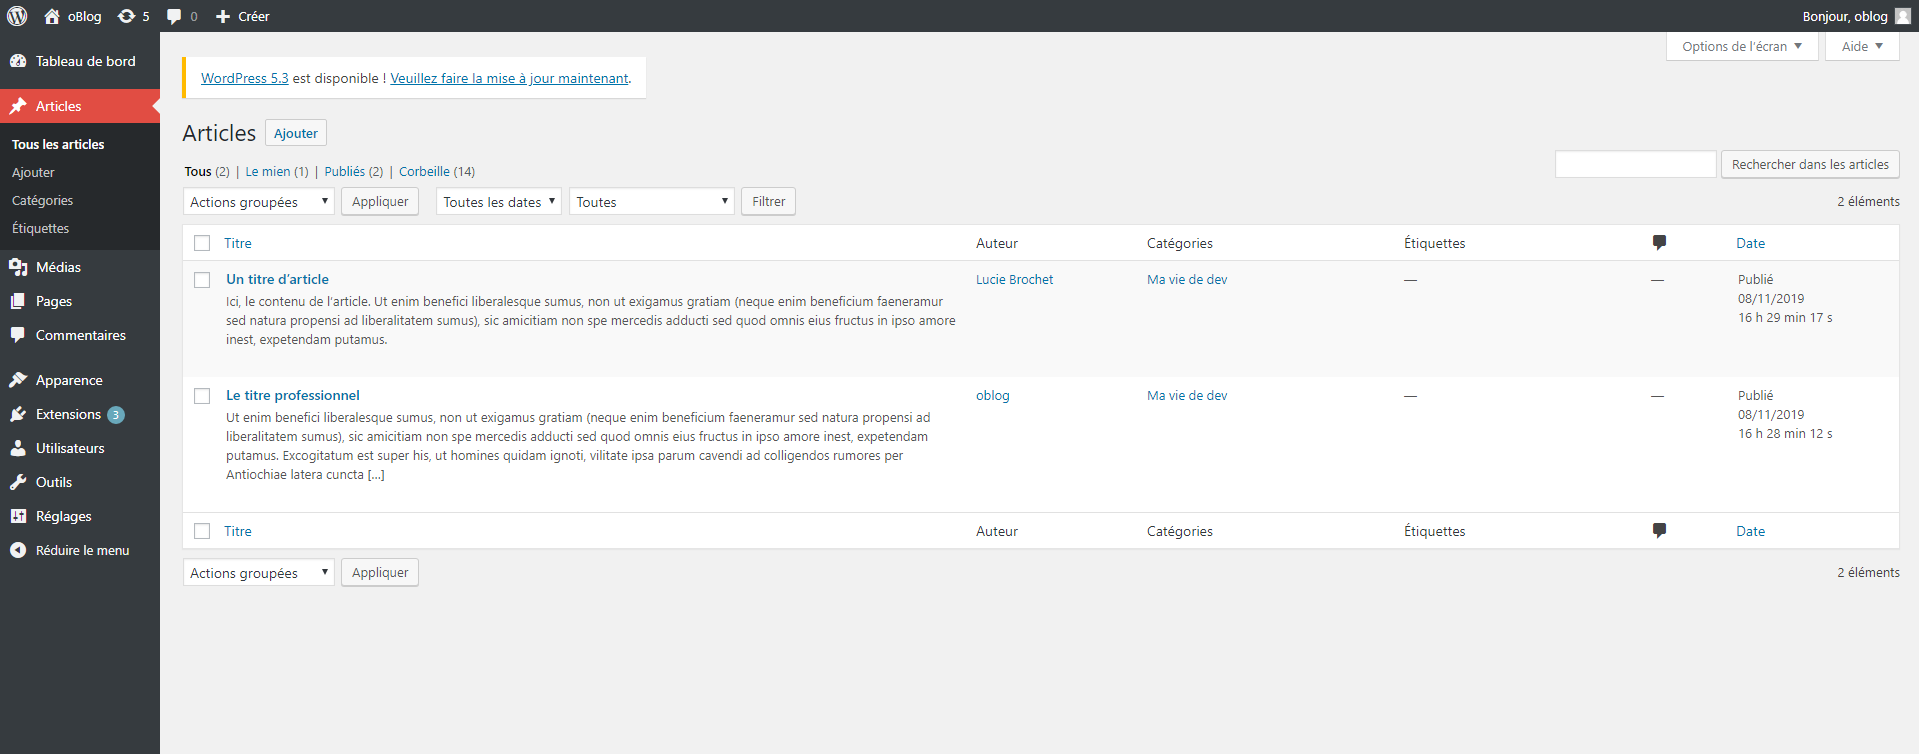 oBlog 5 0 Créer Bonjour, oblog
Options de l'écran Aide
Tableau de bord
Articles
Tous les articles
Ajouter
Catégories
Étiquettes
Médias
Pages
Commentaires
Apparence
Extensions 3
Utilisateurs
Outils
Réglages
Réduire le menu
WordPress 5.3 est disponible ! Veuillez faire la mise à jour maintenant.
Articles Ajouter
Tous (2) | Le mien (1) | Publiés (2) | Corbeille (14)
Rechercher dans les articles
Actions groupées Appliquer Toutes les dates Toutes Filtrer
2 éléments
Titre Auteur Catégories Étiquettes Date
Un titre d’article Lucie Brochet Ma vie de dev — — Publié
08/11/2019
16 h 29 min 17 s
Ici, le contenu de l’article. Ut enim benefici liberalesque sumus, non ut exigamus gratiam (neque enim beneficium faeneramur
sed natura propensi ad liberalitatem sumus), sic amicitiam non spe mercedis adducti sed quod omnis eius fructus in ipso amore
inest, expetendam putamus.
Le titre professionnel oblog Ma vie de dev — — Publié
08/11/2019
16 h 28 min 12 s
Ut enim benefici liberalesque sumus, non ut exigamus gratiam (neque enim beneficium faeneramur sed natura propensi ad
liberalitatem sumus), sic amicitiam non spe mercedis adducti sed quod omnis eius fructus in ipso amore inest, expetendam
putamus. Excogitatum est super his, ut homines quidam ignoti, vilitate ipsa parum cavendi ad colligendos rumores per
Antiochiae latera cuncta […]
Titre Auteur Catégories Étiquettes Date
Actions groupées Appliquer
2 éléments